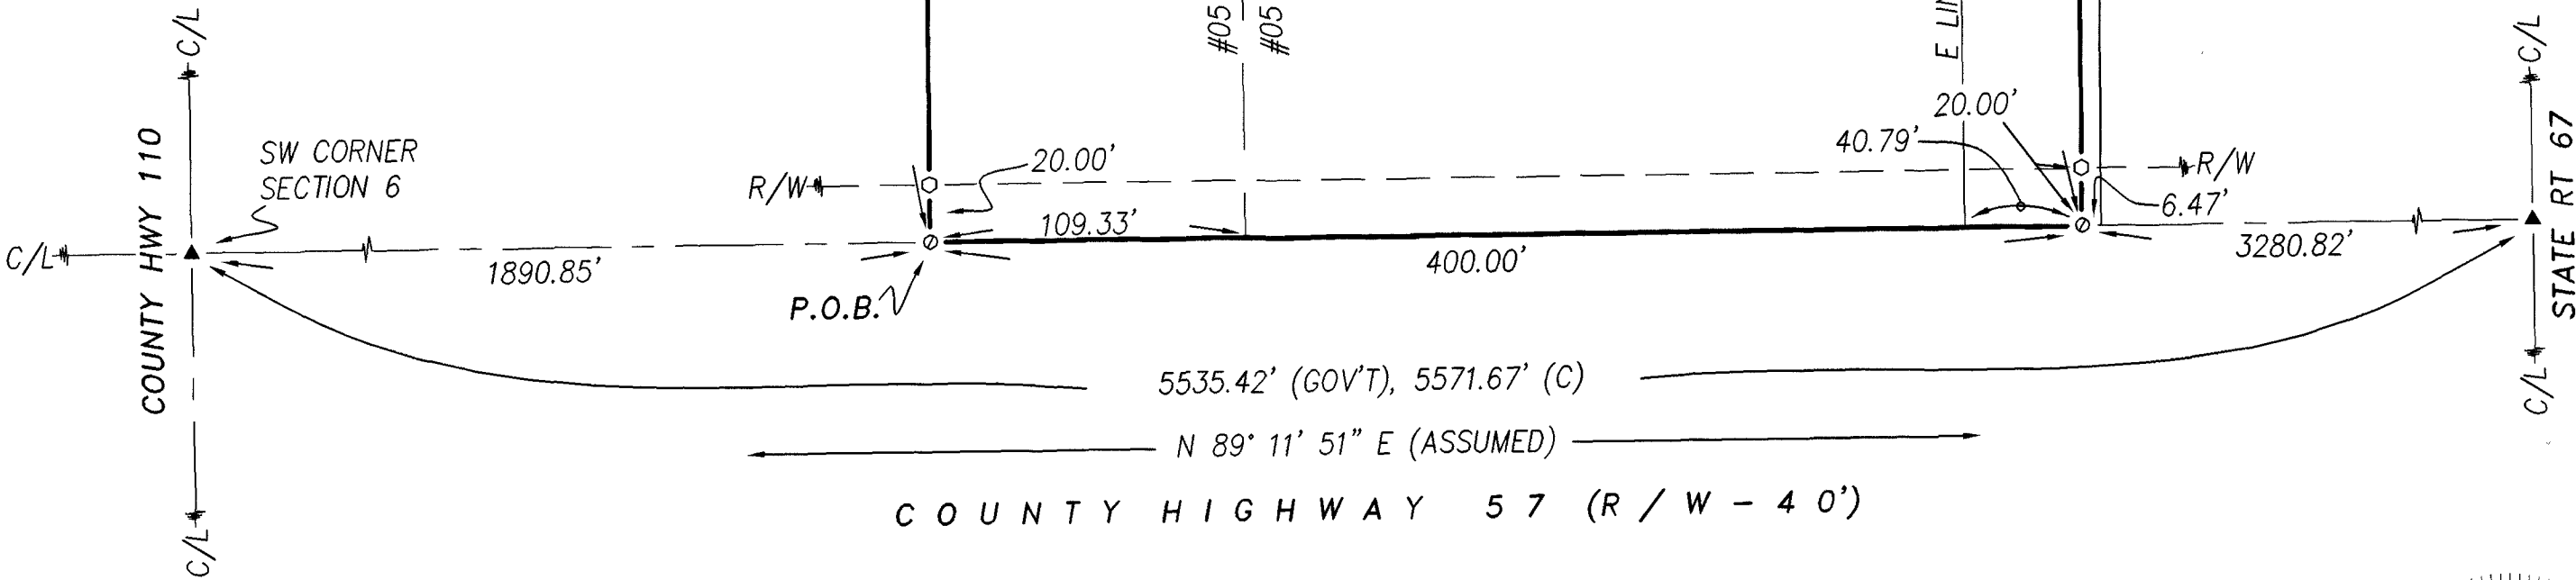 C/L
#05
#05
E LIN
C/L
20.00'
40.79'
COUNTY HWY 110
SW CORNER
SECTION 6
20.00'
R/W
R/W
STATE RT 67
6.47'
109.33'
C/L
1890.85'
400.00'
3280.82'
P.O.B.
5535.42' (GOV'T), 5571.67' (C)
C/L
N 89° 11' 51" E (ASSUMED)
COUNTY HIGHWAY 57 (R/W-40')
C/L